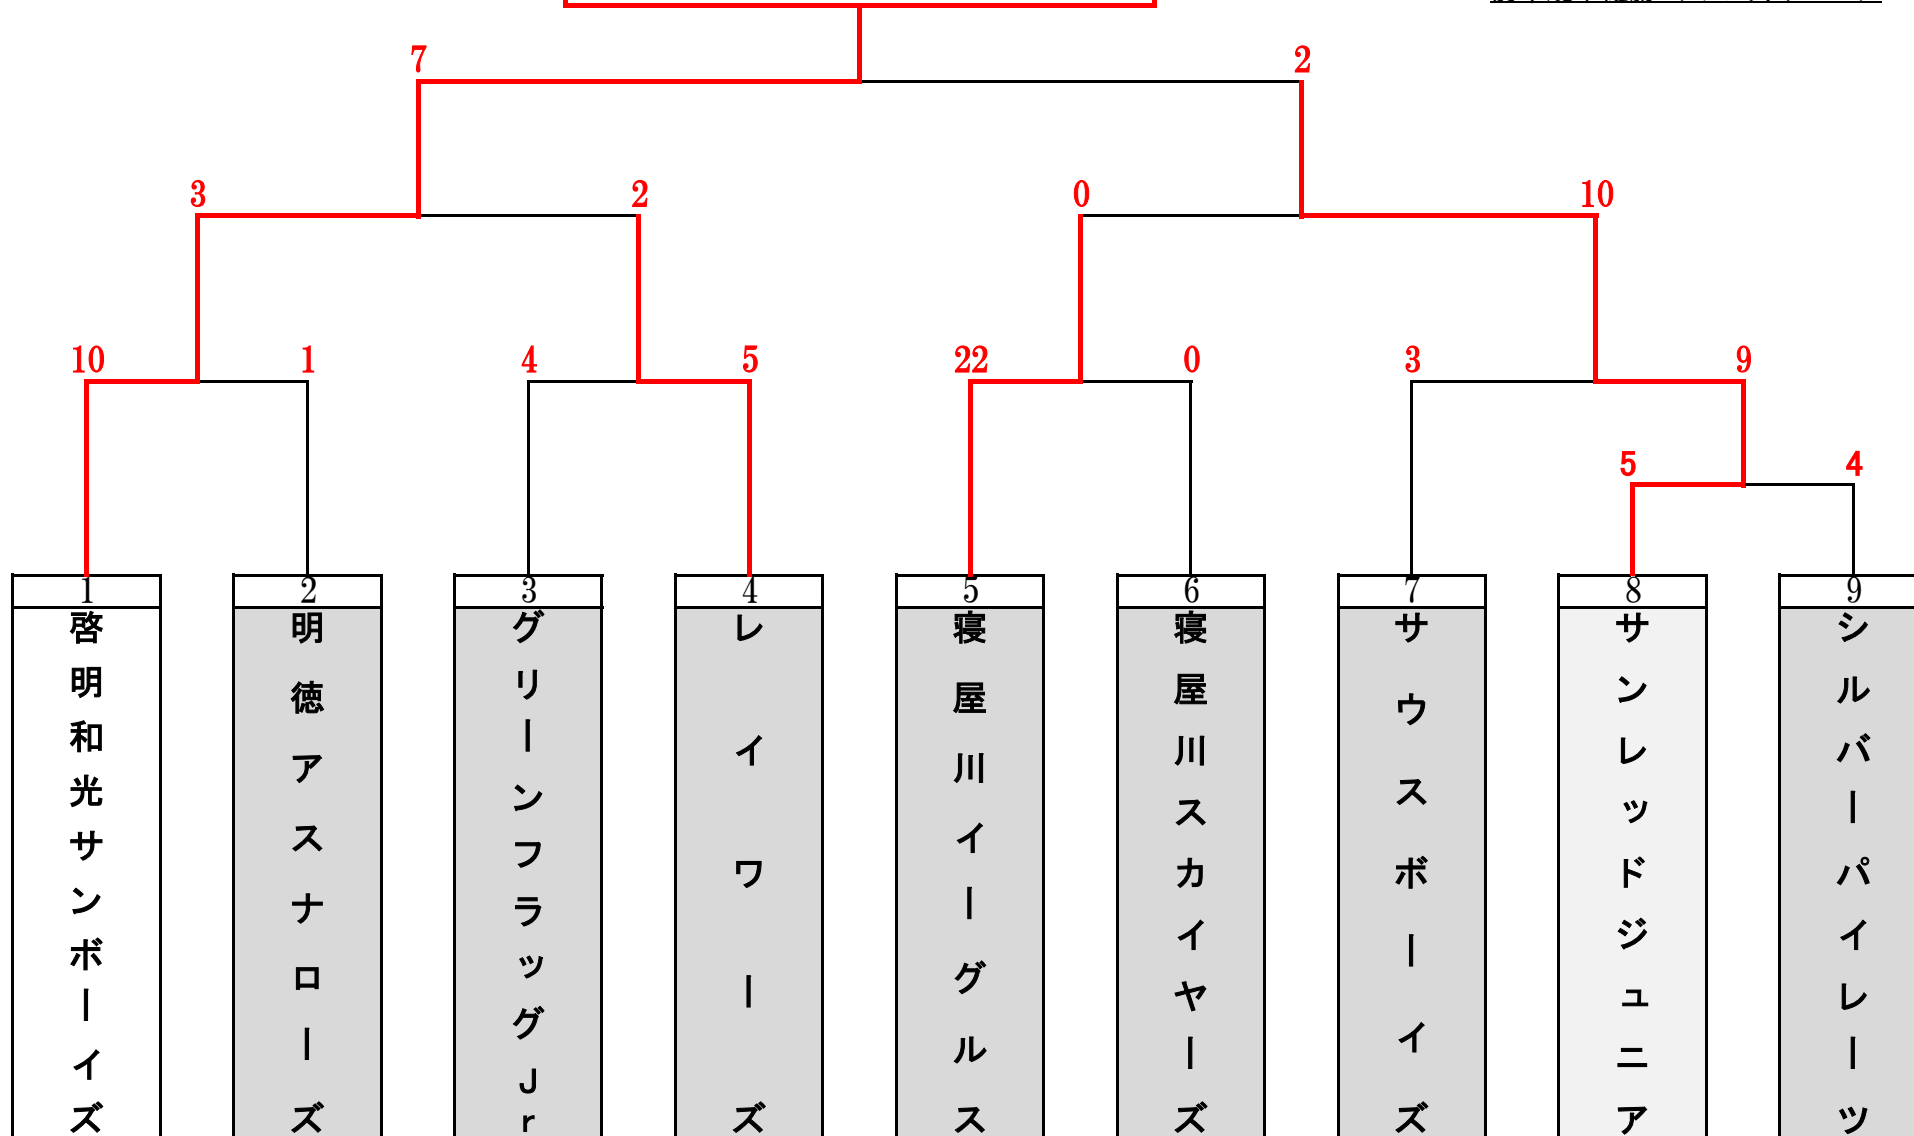 7 2
3 2 0 10
10 1 4 5 22 0 3 9
5 4
1 2 3 4 5 6 7 8 9
啓明和光サンボーイズ
明徳アスナローズ
グリーンフラッグJr
レイワーズ
寝屋川イーグルス
寝屋川スカイヤーズ
サウスボーイズ
サンレッドジュニア
シルバーパイレーツ